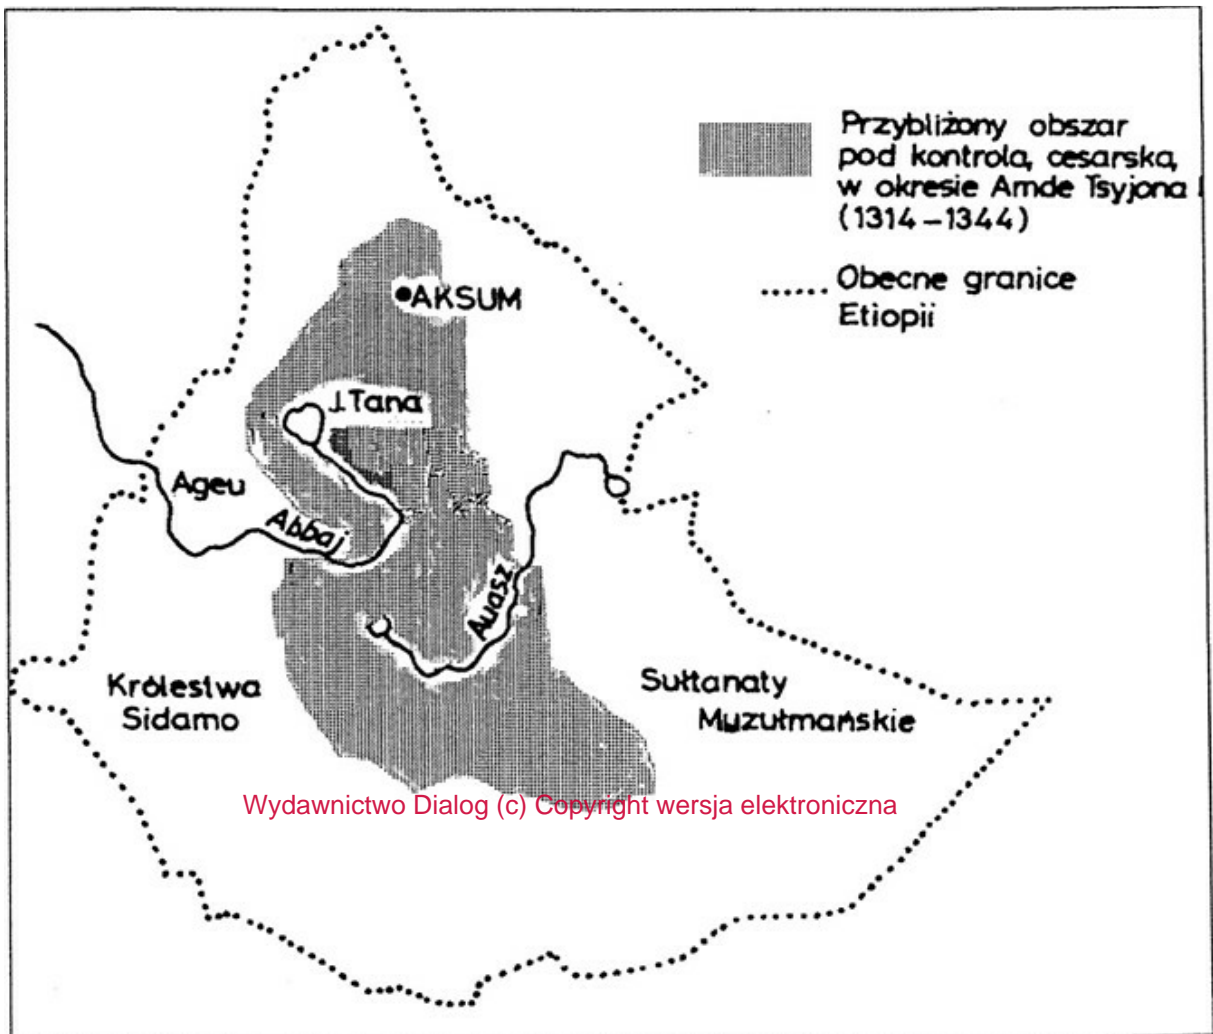 Przybliżony obszar
pod kontrolą cesarską
w okresie Amde Tsyjona I
(1314–1344)
Obecne granice
Etiopii
AKSUM
J.Tana
Ageu
Abbaj
Auasz
Królestwa
Sidamo
Sułtanaty
Muzułmańskie
Wydawnictwo Dialog (c) Copyright wersja elektroniczna